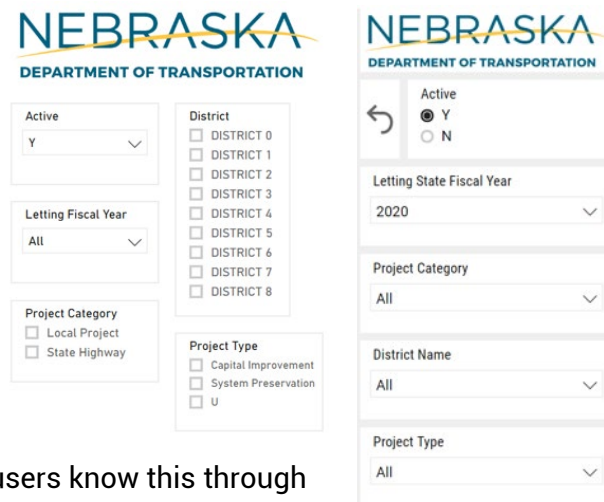 NEBRASKA
DEPARTMENT OF TRANSPORTATION
Active
Y
Letting Fiscal Year
All
Project Category
Local Project
State Highway
District
DISTRICT 0
DISTRICT 1
DISTRICT 2
DISTRICT 3
DISTRICT 4
DISTRICT 5
DISTRICT 6
DISTRICT 7
DISTRICT 8
Project Type
Capital Improvement
System Preservation
U
users know this through
NEBRASKA
DEPARTMENT OF TRANSPORTATION
Active
Y
N
Letting State Fiscal Year
2020
Project Category
All
District Name
All
Project Type
All